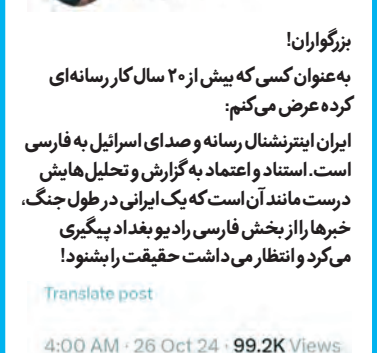 بزرگواران!
به‌عنوان کسی که بیش از ۲۰ سال کار رسانه‌ای
کرده عرض می‌کنم:
ایران اینترنشنال رسانه و صدای اسرائیل به فارسی
است. استناد و اعتماد به گزارش و تحلیل‌هایش
درست مانند آن است که یک ایرانی در طول جنگ،
خبرها را از بخش فارسی رادیو بغداد پیگیری
می‌کرد و انتظار می‌داشت حقیقت را بشنود!
Translate post
4:00 AM · 26 Oct 24 · 99.2K Views